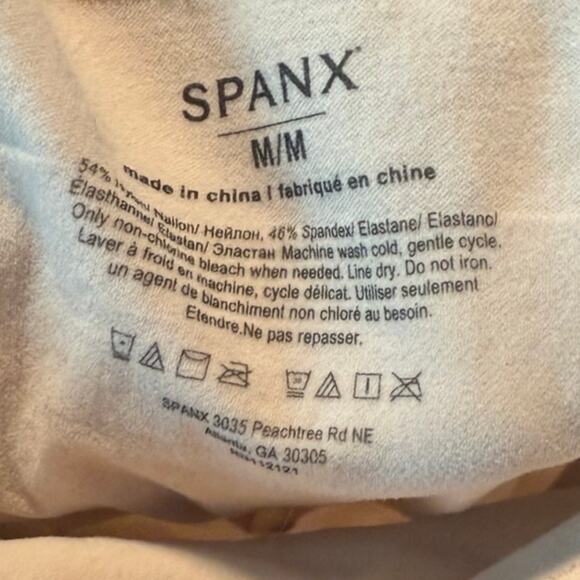 SPANX
M/M
made in china | fabriqué en chine
54% Nailon/ Нейлон, 46% Spandex/ Elastane/ Elastano/
Élasthanne/ Elastan/ Эластан Machine wash cold, gentle cycle.
Only non-chlorine bleach when needed. Line dry. Do not iron.
Laver à froid en machine, cycle délicat. Utiliser seulement
un agent de blanchiment non chloré au besoin.
Etendre.Ne pas repasser.
SPANX 3035 Peachtree Rd NE
Atlanta, GA 30305